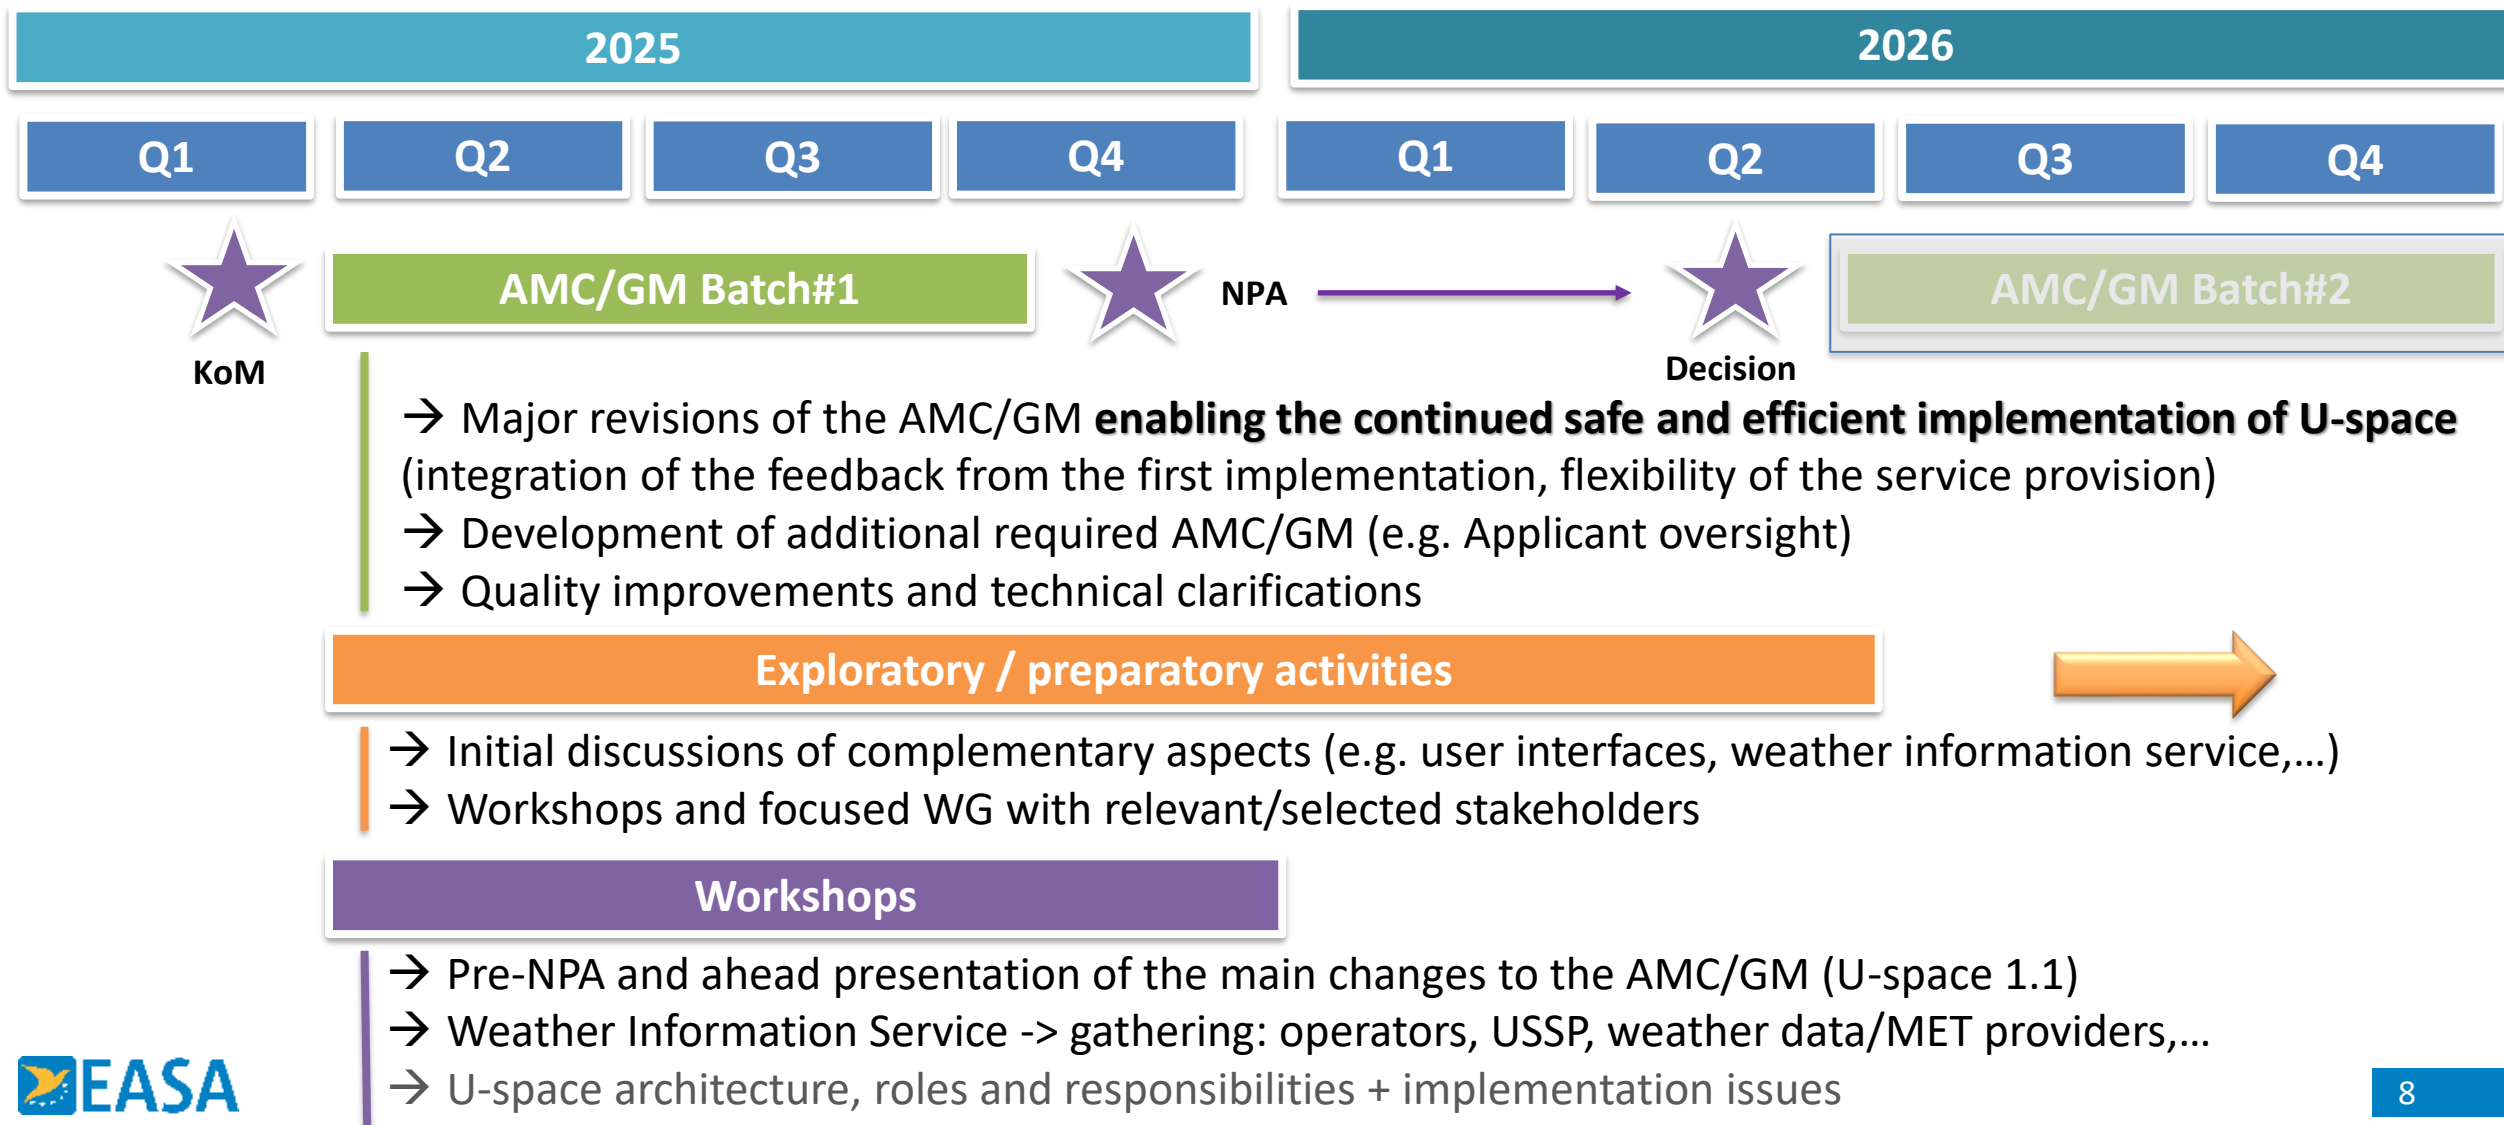 2025
2026
Q1
Q2
Q3
Q4
Q1
Q2
Q3
Q4
AMC/GM Batch#1
NPA
AMC/GM Batch#2
KoM
Decision
→ Major revisions of the AMC/GM enabling the continued safe and efficient implementation of U-space
(integration of the feedback from the first implementation, flexibility of the service provision)
→ Development of additional required AMC/GM (e.g. Applicant oversight)
→ Quality improvements and technical clarifications
Exploratory / preparatory activities
→ Initial discussions of complementary aspects (e.g. user interfaces, weather information service,...)
→ Workshops and focused WG with relevant/selected stakeholders
Workshops
→ Pre-NPA and ahead presentation of the main changes to the AMC/GM (U-space 1.1)
→ Weather Information Service -> gathering: operators, USSP, weather data/MET providers,...
→ U-space architecture, roles and responsibilities + implementation issues
EASA
8